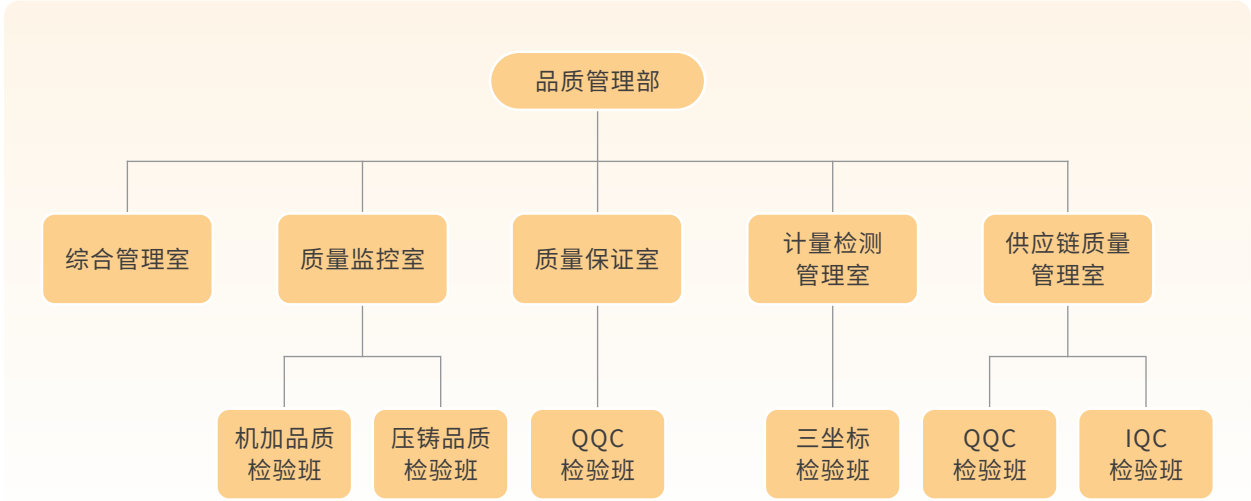 品质管理部
综合管理室
质量监控室
质量保证室
计量检测
管理室
供应链质量
管理室
机加品质
检验班
压铸品质
检验班
QQC
检验班
三坐标
检验班
QQC
检验班
IQC
检验班